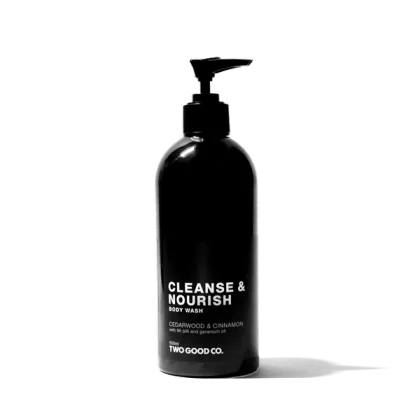 CLEANSE &
NOURISH
BODY WASH
CEDARWOOD & CINNAMON
TWO GOOD CO.